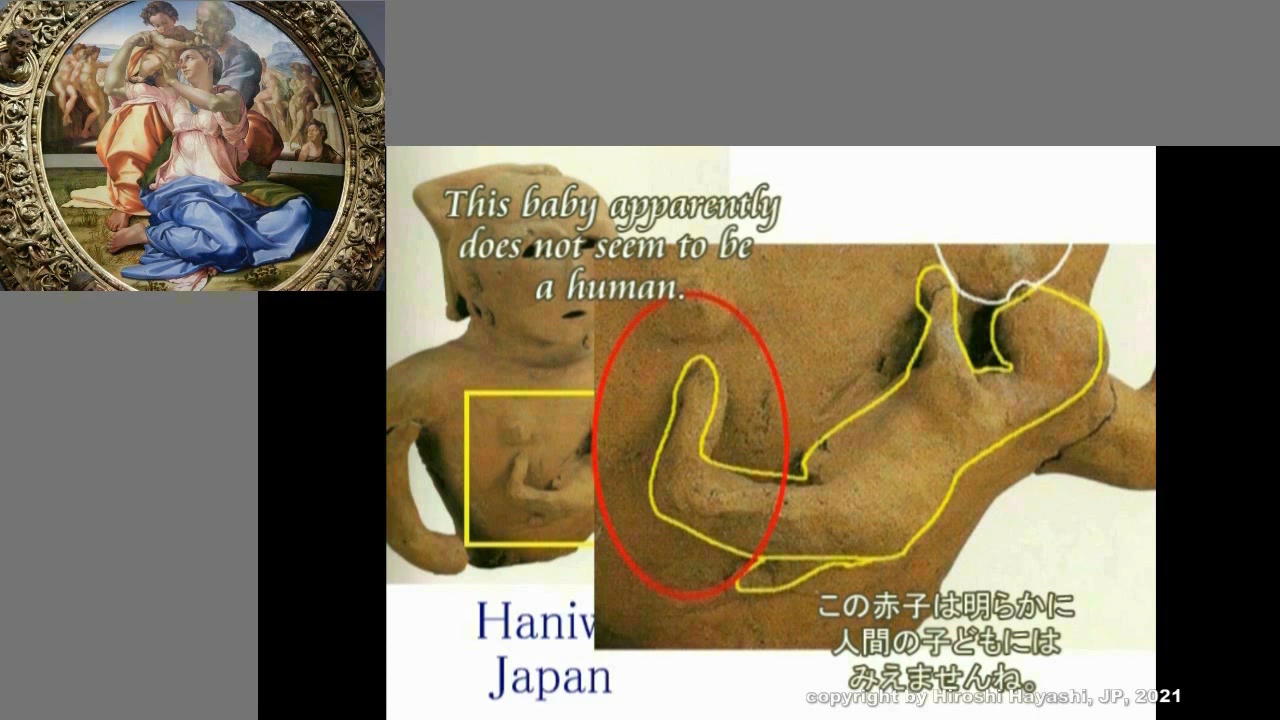 This baby apparently
does not seem to be
a human.
Japan
この赤子は明らかに
人間の子どもには
みえませんね。
copyright by Hiroshi Hayashi, JP, 2021